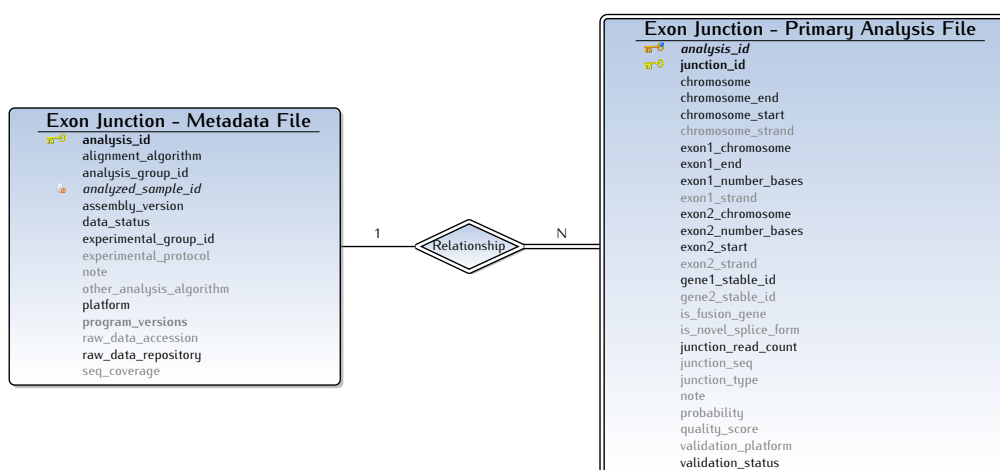 Exon Junction - Metadata File
analysis_id
alignment_algorithm
analysis_group_id
analyzed_sample_id
assembly_version
data_status
experimental_group_id
experimental_protocol
note
other_analysis_algorithm
platform
program_versions
raw_data_accession
raw_data_repository
seq_coverage
1
Relationship
N
Exon Junction - Primary Analysis File
analysis_id
junction_id
chromosome
chromosome_end
chromosome_start
chromosome_strand
exon1_chromosome
exon1_end
exon1_number_bases
exon1_strand
exon2_chromosome
exon2_number_bases
exon2_start
exon2_strand
gene1_stable_id
gene2_stable_id
is_fusion_gene
is_novel_splice_form
junction_read_count
junction_seq
junction_type
note
probability
quality_score
validation_platform
validation_status